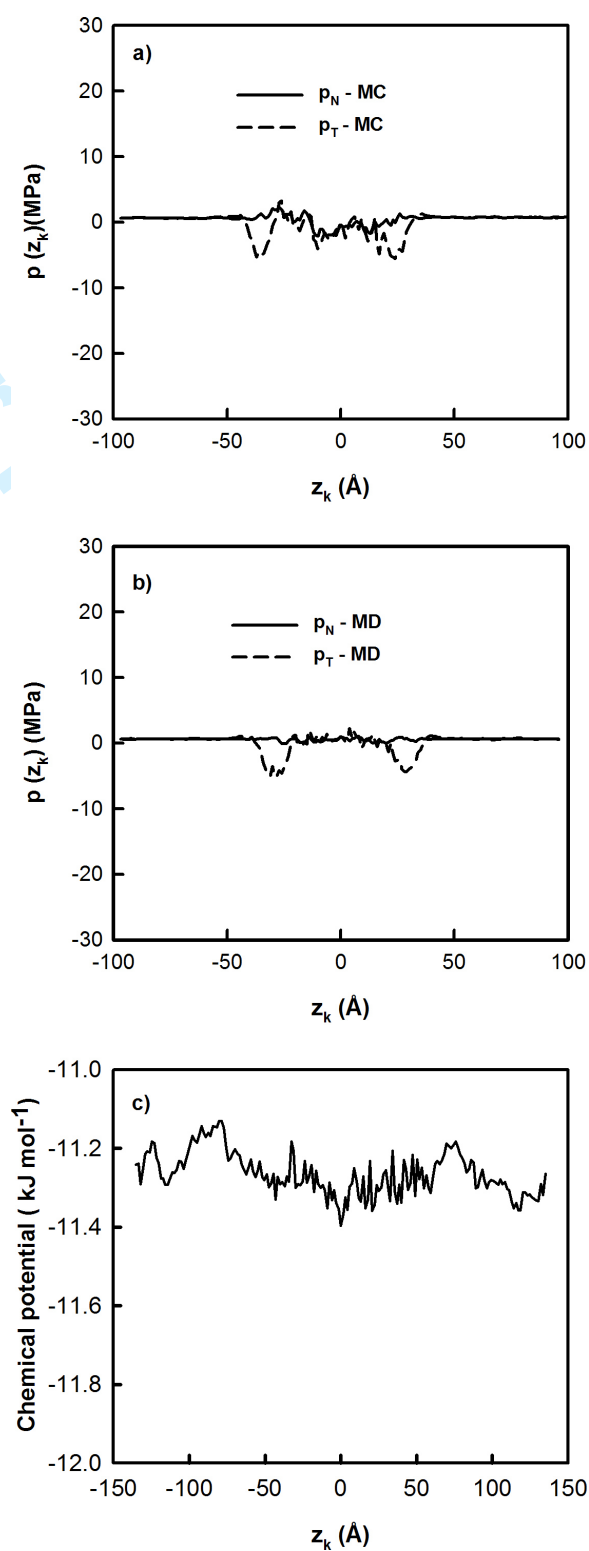 30
20
10
0
-10
-20
-30
a)
p_N - MC
p_T - MC
p (z_k)(MPa)
-100 -50 0 50 100
z_k (Å)
30
20
10
0
-10
-20
-30
b)
p_N - MD
p_T - MD
p (z_k) (MPa)
-100 -50 0 50 100
z_k (Å)
-11.0
-11.2
-11.4
-11.6
-11.8
-12.0
c)
Chemical potential ( kJ mol⁻¹)
-150 -100 -50 0 50 100 150
z_k (Å)